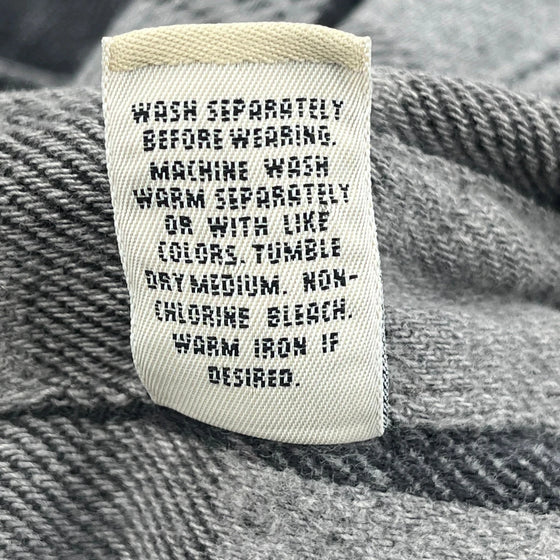 WASH SEPARATELY
BEFORE WEARING.
MACHINE WASH
WARM SEPARATELY
OR WITH LIKE
COLORS. TUMBLE
DRY MEDIUM. NON-
CHLORINE BLEACH.
WARM IRON IF
DESIRED.